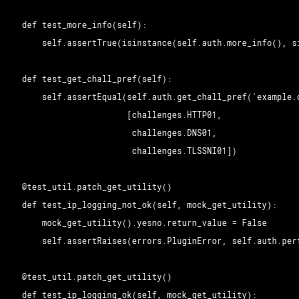 def test_more_info(self):
self.assertTrue(isinstance(self.auth.more_info(),
def test_get_chall_pref(self):
self.assertEqual(self.auth.get_chall_pref('example.
[challenges.HTTP01,
challenges.DNS01,
challenges.TLSSNI01])
@test_util.patch_get_utility()
def test_ip_logging_not_ok(self, mock_get_utility):
mock_get_utility().yesno.return_value = False
self.assertRaises(errors.PluginError, self.auth.per
@test_util.patch_get_utility()
def test_ip_logging_ok(self, mock_get_utility):